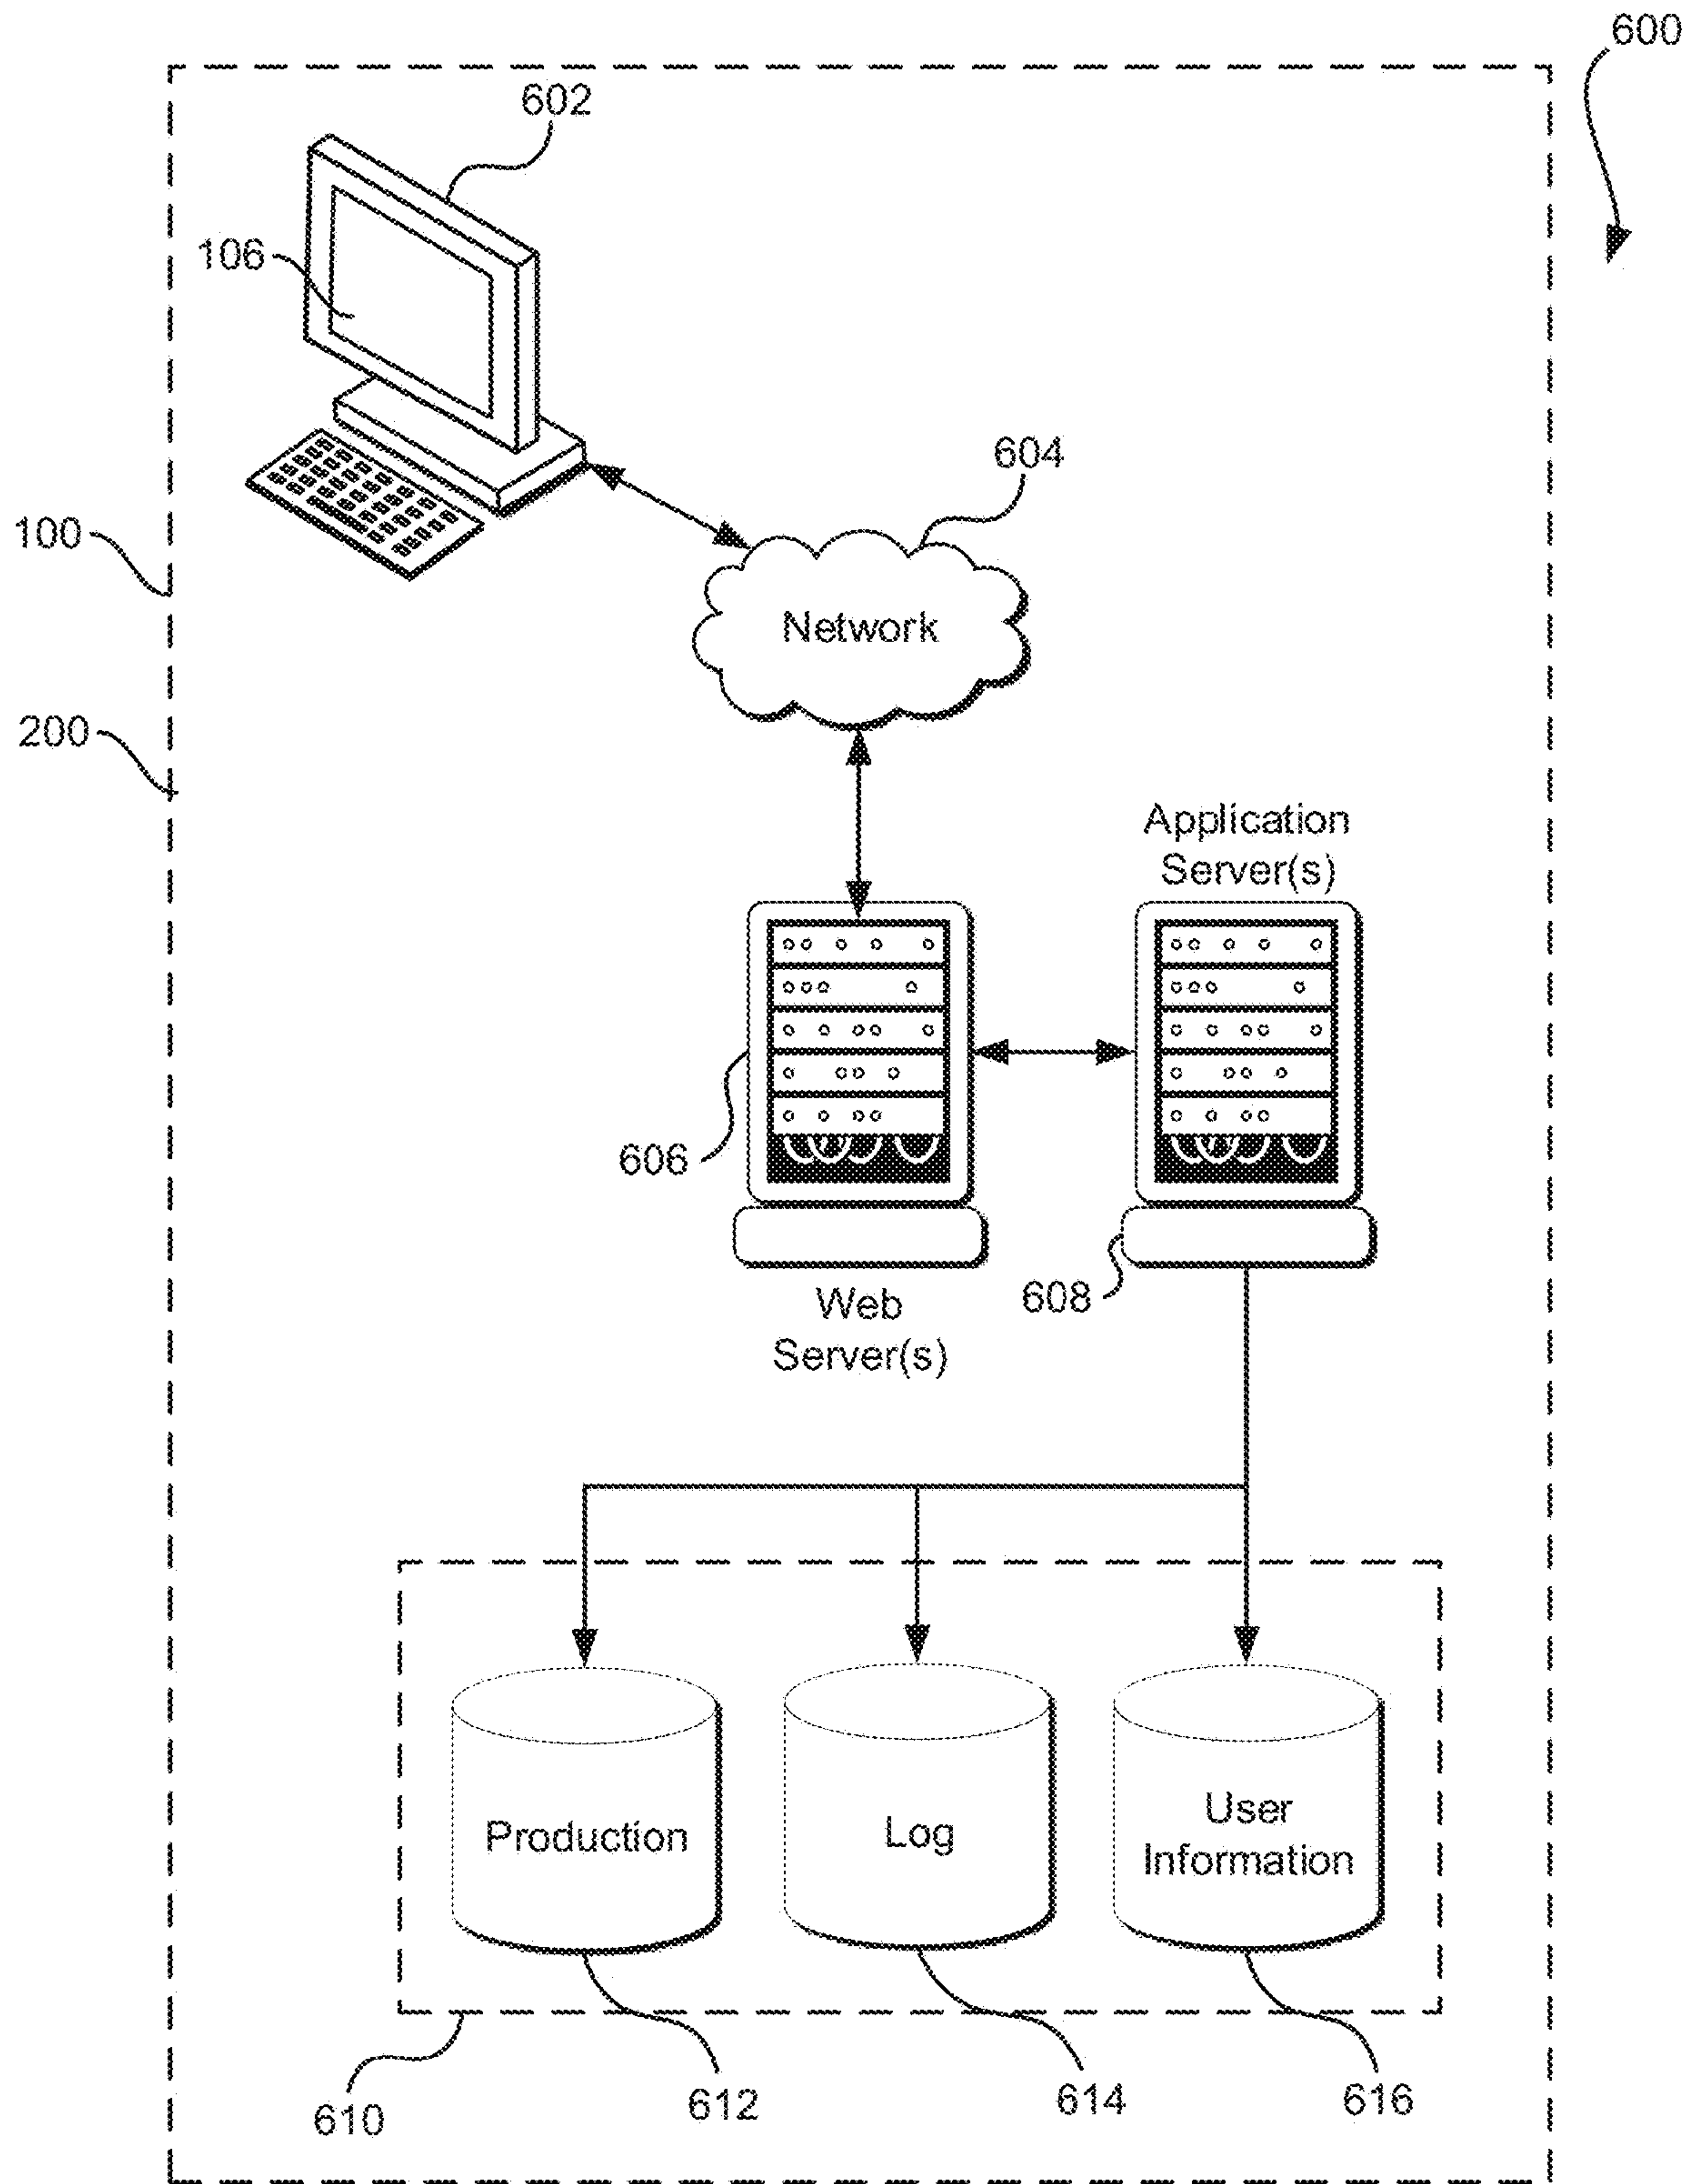 600
602
106
604
100
Network
200
Application
Server(s)
606
608
Web
Server(s)
Production
Log
User
Information
610
612
614
616